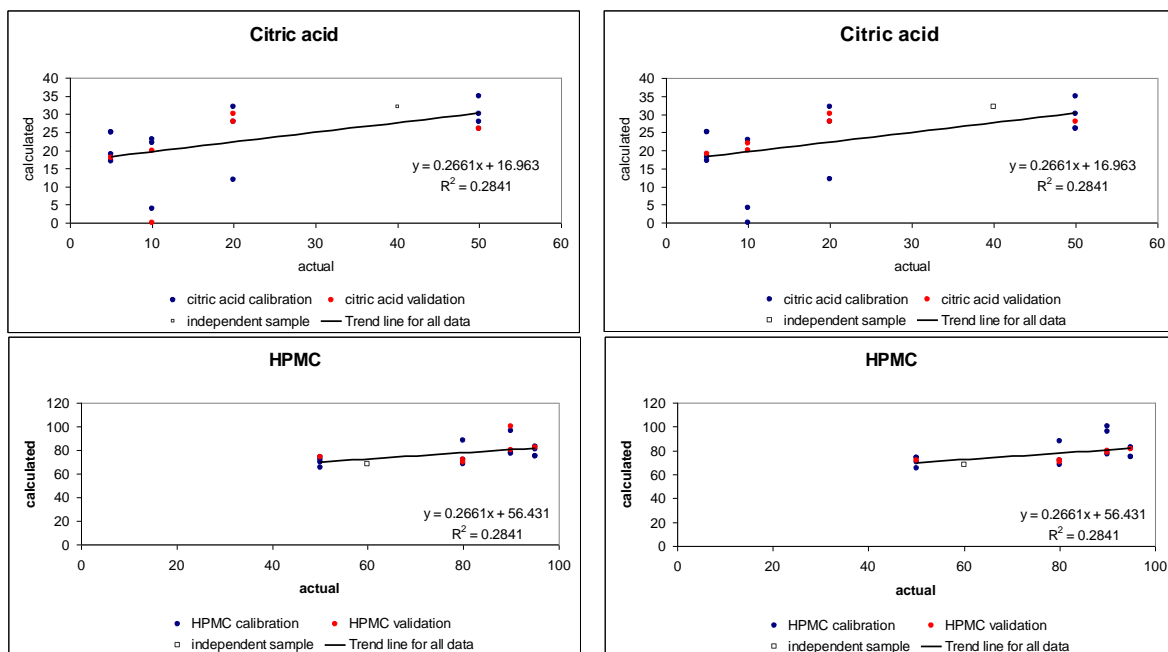 Citric acid
40
35
30
25
20
15
10
5
0
calculated
y = 0.2661x + 16.963
R² = 0.2841
0 10 20 30 40 50 60
actual
citric acid calibration citric acid validation
independent sample Trend line for all data
Citric acid
40
35
30
25
20
15
10
5
0
calculated
y = 0.2661x + 16.963
R² = 0.2841
0 10 20 30 40 50 60
actual
citric acid calibration citric acid validation
independent sample Trend line for all data
HPMC
120
100
80
60
40
20
0
calculated
y = 0.2661x + 56.431
R² = 0.2841
0 20 40 60 80 100
actual
HPMC calibration HPMC validation
independent sample Trend line for all data
HPMC
120
100
80
60
40
20
0
calculated
y = 0.2661x + 56.431
R² = 0.2841
0 20 40 60 80 100
actual
HPMC calibration HPMC validation
independent sample Trend line for all data